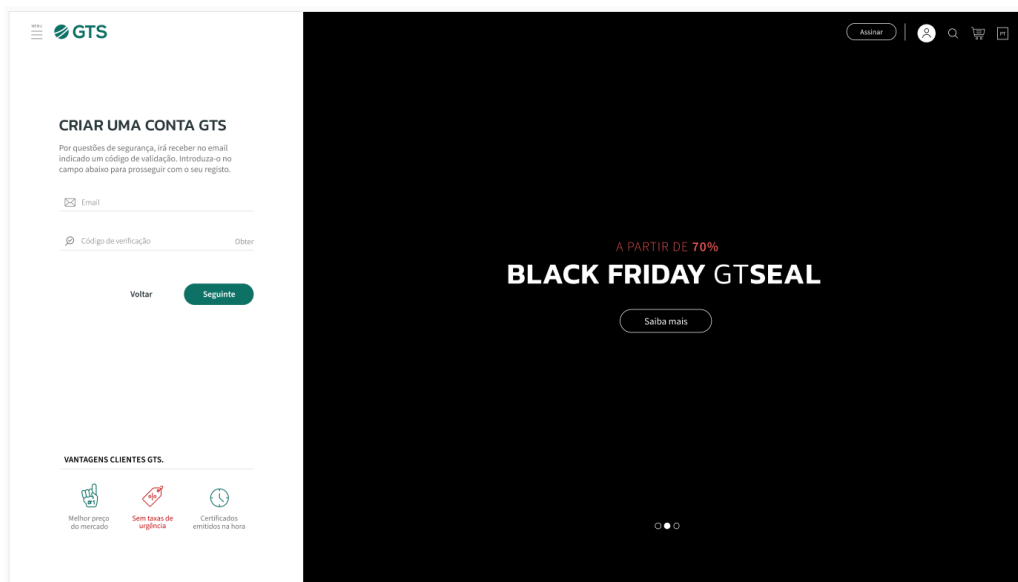 MENU
GTS
Assinar
PT
CRIAR UMA CONTA GTS
Por questões de segurança, irá receber no email
indicado um código de validação. Introduza-o no
campo abaixo para prosseguir com o seu registo.
Email
Código de verificação
Obter
Voltar
Seguinte
A PARTIR DE 70%
BLACK FRIDAY GTSEAL
Saiba mais
VANTAGENS CLIENTES GTS.
#1
%
Melhor preço
do mercado
Sem taxas de
urgência
Certificados
emitidos na hora